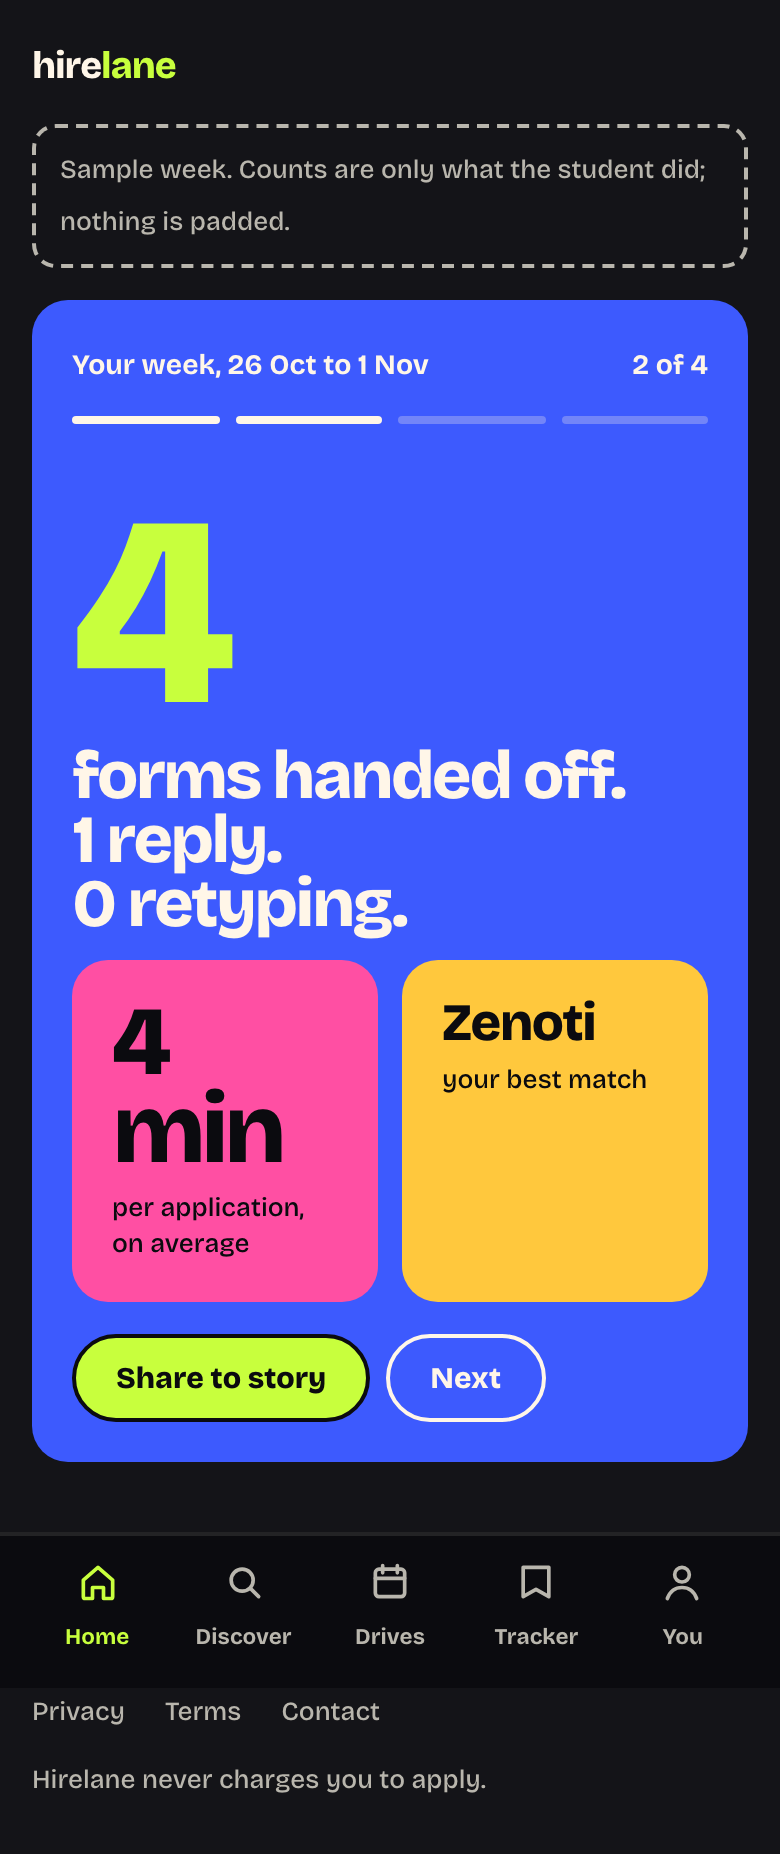 hirelane
Sample week. Counts are only what the student did;
nothing is padded.
Your week, 26 Oct to 1 Nov
2 of 4
4
forms handed off.
1 reply.
0 retyping.
4
min
per application,
on average
Zenoti
your best match
Share to story
Next
Home
Discover
Drives
Tracker
You
Privacy
Terms
Contact
Hirelane never charges you to apply.